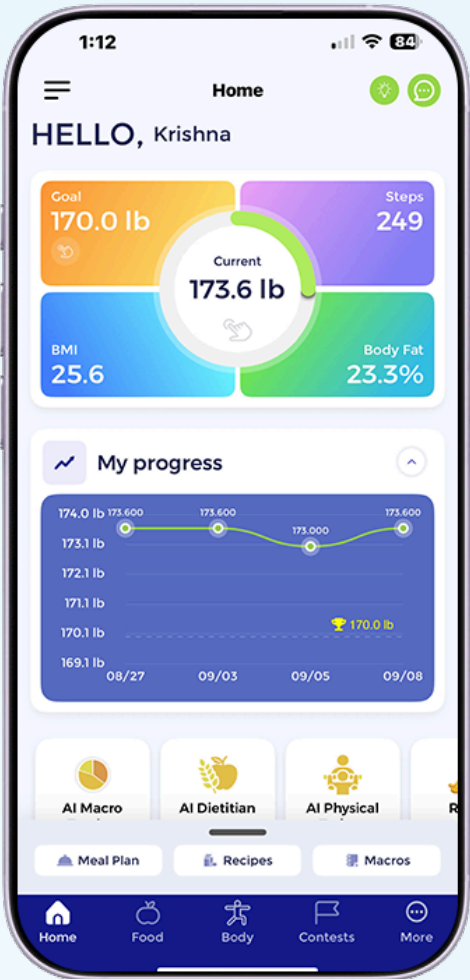 1:12
84
Home
HELLO, Krishna
Goal
170.0 lb
Steps
249
Current
173.6 lb
BMI
25.6
Body Fat
23.3%
My progress
174.0 lb
173.600
173.600
173.000
173.600
173.1 lb
172.1 lb
171.1 lb
170.0 lb
170.1 lb
169.1 lb
08/27
09/03
09/05
09/08
AI Macro
AI Dietitian
AI Physical
R
Meal Plan
Recipes
Macros
Home
Food
Body
Contests
More